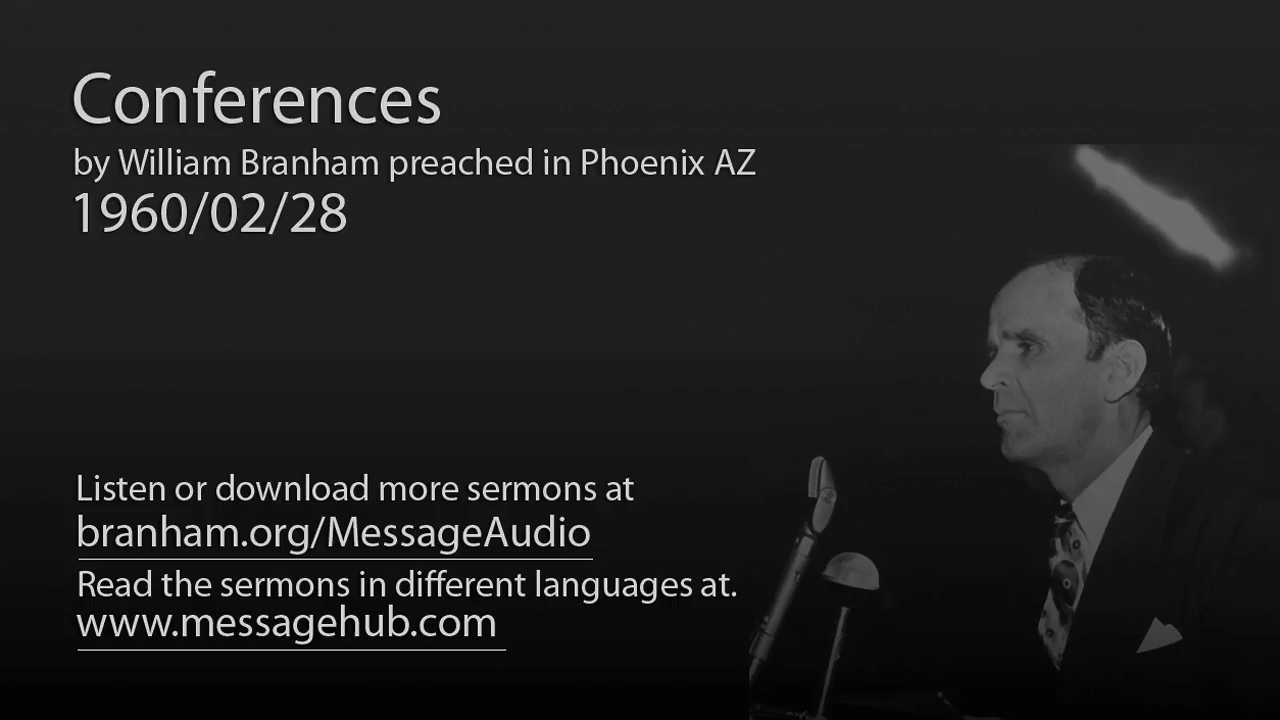 Conferences
by William Branham preached in Phoenix AZ
1960/02/28
Listen or download more sermons at
branham.org/MessageAudio
Read the sermons in different languages at.
www.messagehub.com